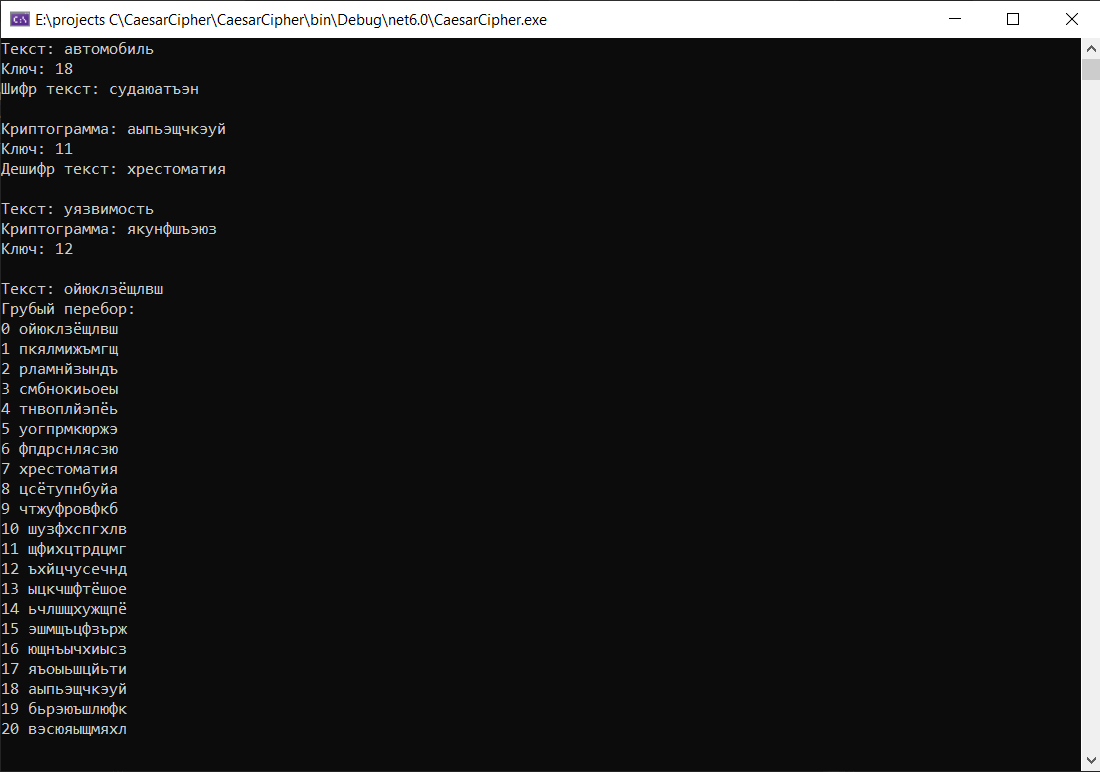 E:\projects C\CaesarCipher\CaesarCipher\bin\Debug\net6.0\CaesarCipher.exe
Текст: автомобиль
Ключ: 18
Шифр текст: судаюатъэн
Криптограмма: аыпьэщчкэуй
Ключ: 11
Дешифр текст: хрестоматия
Текст: уязвимость
Криптограмма: якунфшъэюз
Ключ: 12
Текст: ойюклзёщлвш
Грубый перебор:
0 ойюклзёщлвш
1 пкялмижъмгщ
2 рламнйзындъ
3 смбнокиьоеы
4 тнвоплйэпёь
5 уогпрмкюржэ
6 фпдрснлясзю
7 хрестоматия
8 цсётупнбуйа
9 чтжуфровфкб
10 шузфхспгхлв
11 щфихцтрдцмг
12 ъхйцчусечнд
13 ыцкчшфтёшое
14 ьчлшщхужщпё
15 эшмщъцфзърж
16 ющнъычхиысз
17 яъоыьшцйьти
18 аыпьэщчкэуй
19 бьрэюъшлюфк
20 вэсюяыщмяхл